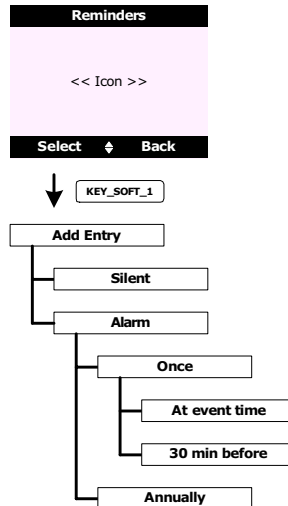 Reminders
<< Icon >>
Select Back
KEY_SOFT_1
Add Entry
Silent
Alarm
Once
At event time
30 min before
Annually